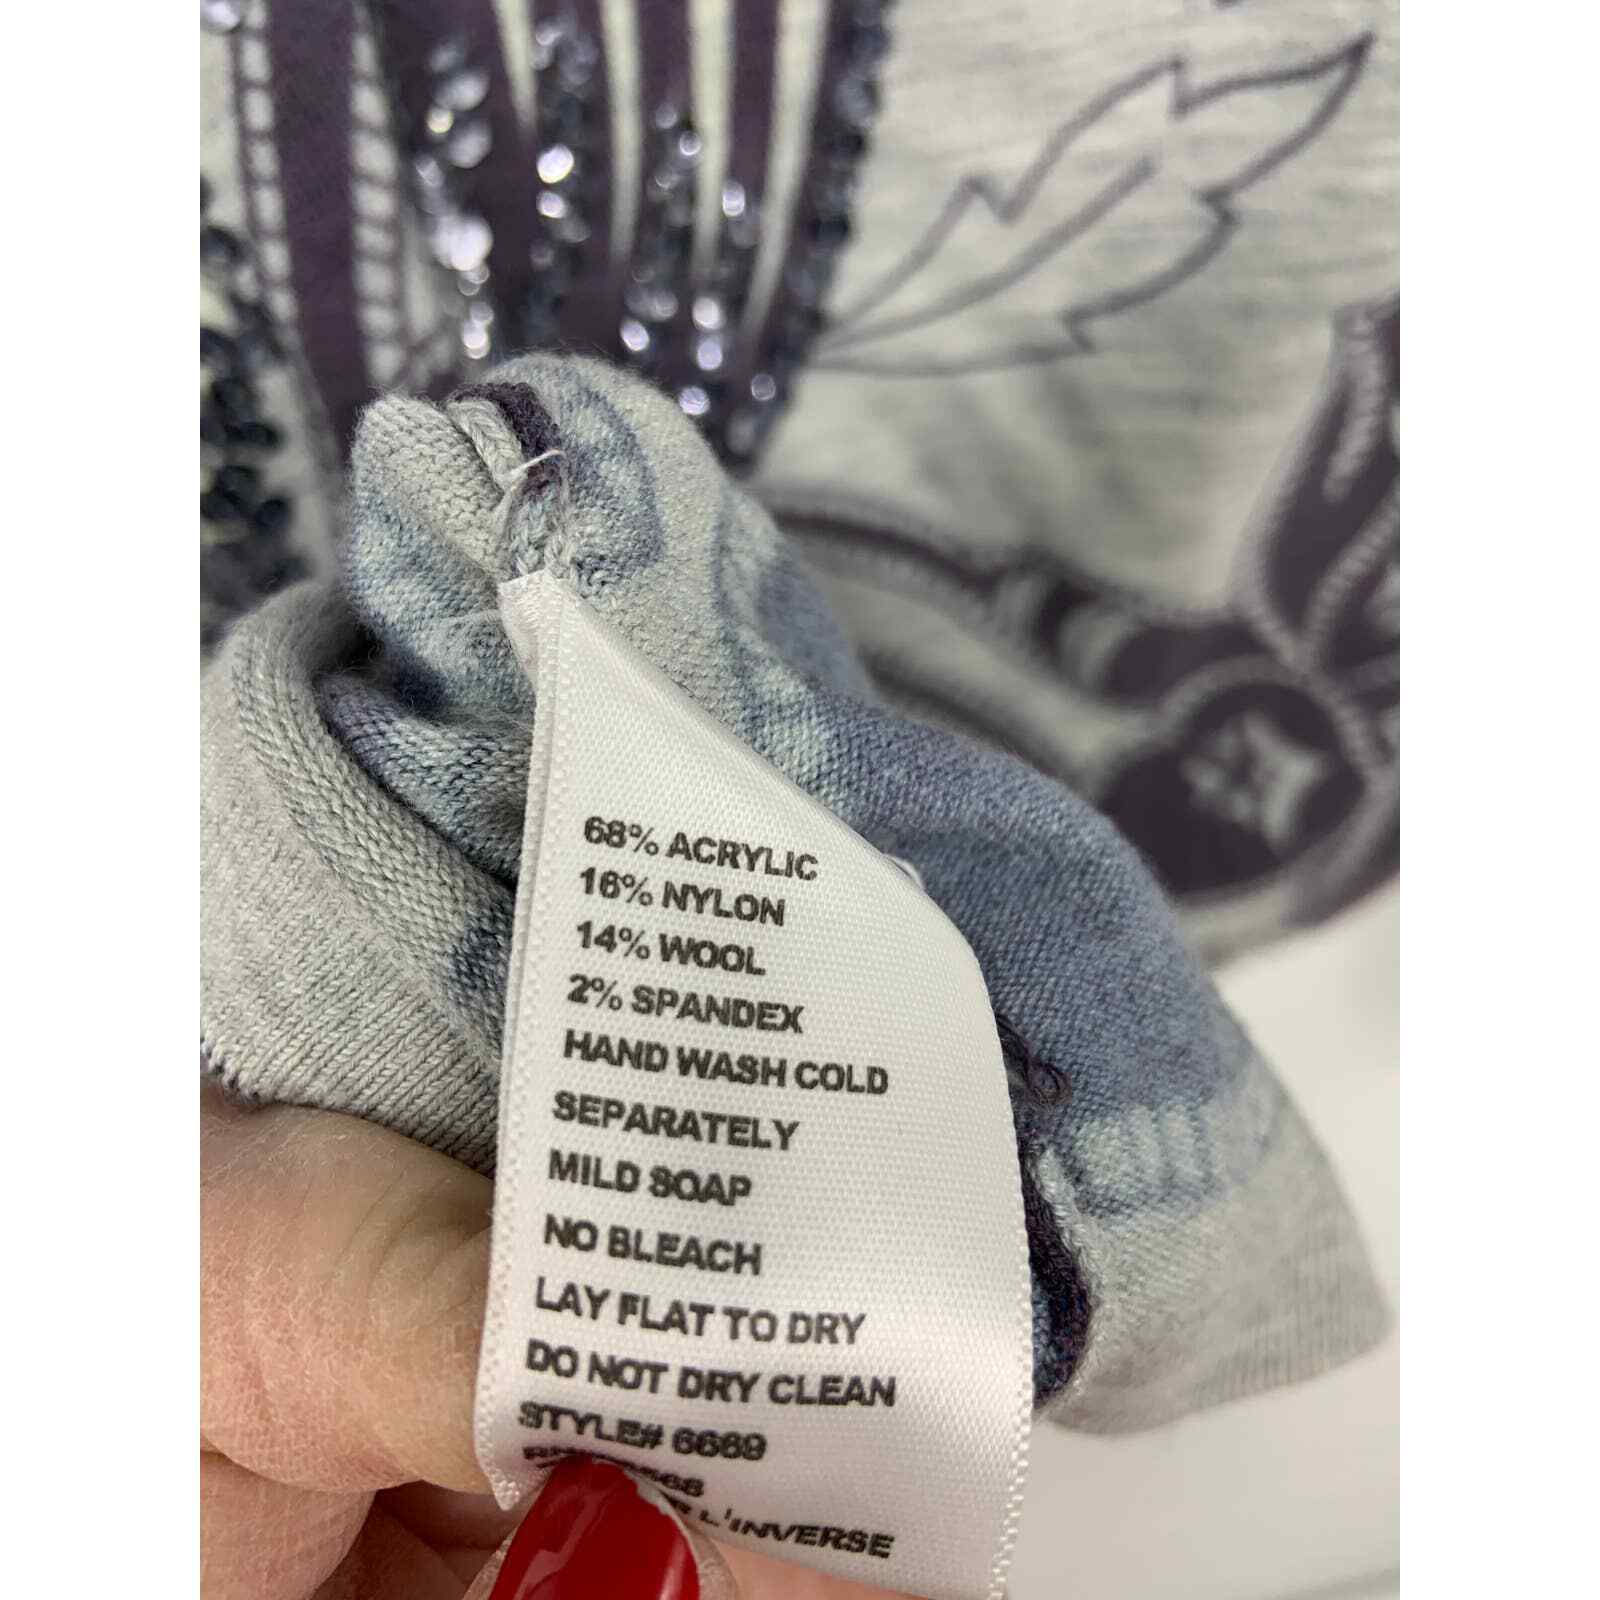 68% ACRYLIC
16% NYLON
14% WOOL
2% SPANDEX
HAND WASH COLD
SEPARATELY
MILD SOAP
NO BLEACH
LAY FLAT TO DRY
DO NOT DRY CLEAN
STYLE# 6669
L'INVERSE